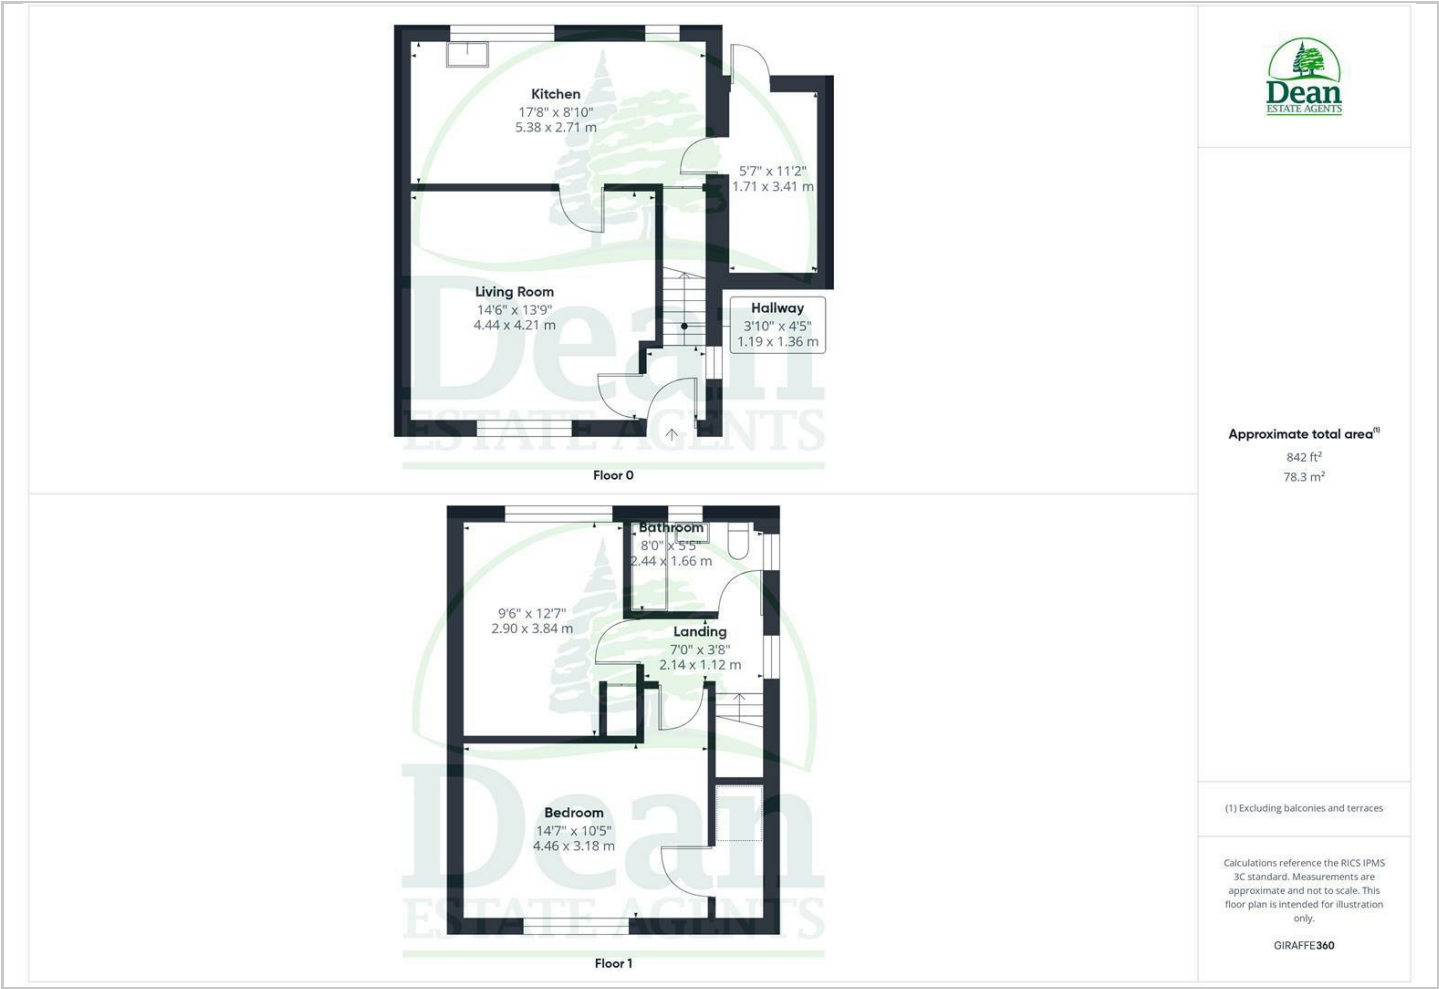 Kitchen
17'8" x 8'10"
5.38 x 2.71 m
5'7" x 11'2"
1.71 x 3.41 m
Living Room
14'6" x 13'9"
4.44 x 4.21 m
Hallway
3'10" x 4'5"
1.19 x 1.36 m
Dean
ESTATE AGENTS
Floor 0
Bathroom
8'0" x 5'5"
2.44 x 1.66 m
9'6" x 12'7"
2.90 x 3.84 m
Landing
7'0" x 3'8"
2.14 x 1.12 m
Bedroom
14'7" x 10'5"
4.46 x 3.18 m
Dean
ESTATE AGENTS
Floor 1
Dean
ESTATE AGENTS
Approximate total area(1)
842 ft²
78.3 m²
(1) Excluding balconies and terraces
Calculations reference the RICS IPMS
3C standard. Measurements are
approximate and not to scale. This
floor plan is intended for illustration
only.
GIRAFFE360